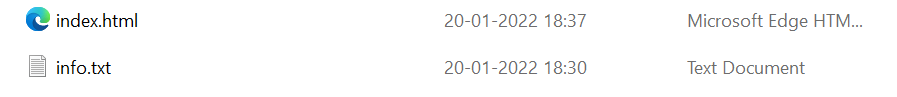 index.html 20-01-2022 18:37 Microsoft Edge HTM...
info.txt 20-01-2022 18:30 Text Document